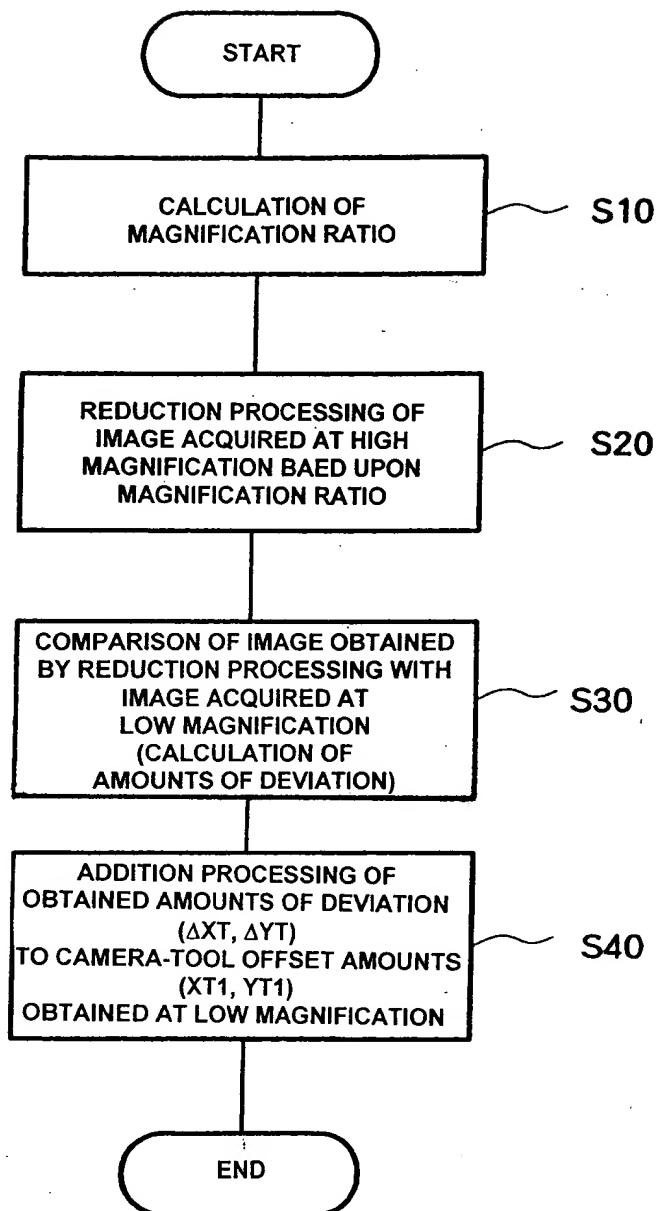 START
CALCULATION OF
MAGNIFICATION RATIO
S10
REDUCTION PROCESSING OF
IMAGE ACQUIRED AT HIGH
MAGNIFICATION BAED UPON
MAGNIFICATION RATIO
S20
COMPARISON OF IMAGE OBTAINED
BY REDUCTION PROCESSING WITH
IMAGE ACQUIRED AT
LOW MAGNIFICATION
(CALCULATION OF
AMOUNTS OF DEVIATION)
S30
ADDITION PROCESSING OF
OBTAINED AMOUNTS OF DEVIATION
(ΔXT, ΔYT)
TO CAMERA-TOOL OFFSET AMOUNTS
(XT1, YT1)
OBTAINED AT LOW MAGNIFICATION
S40
END